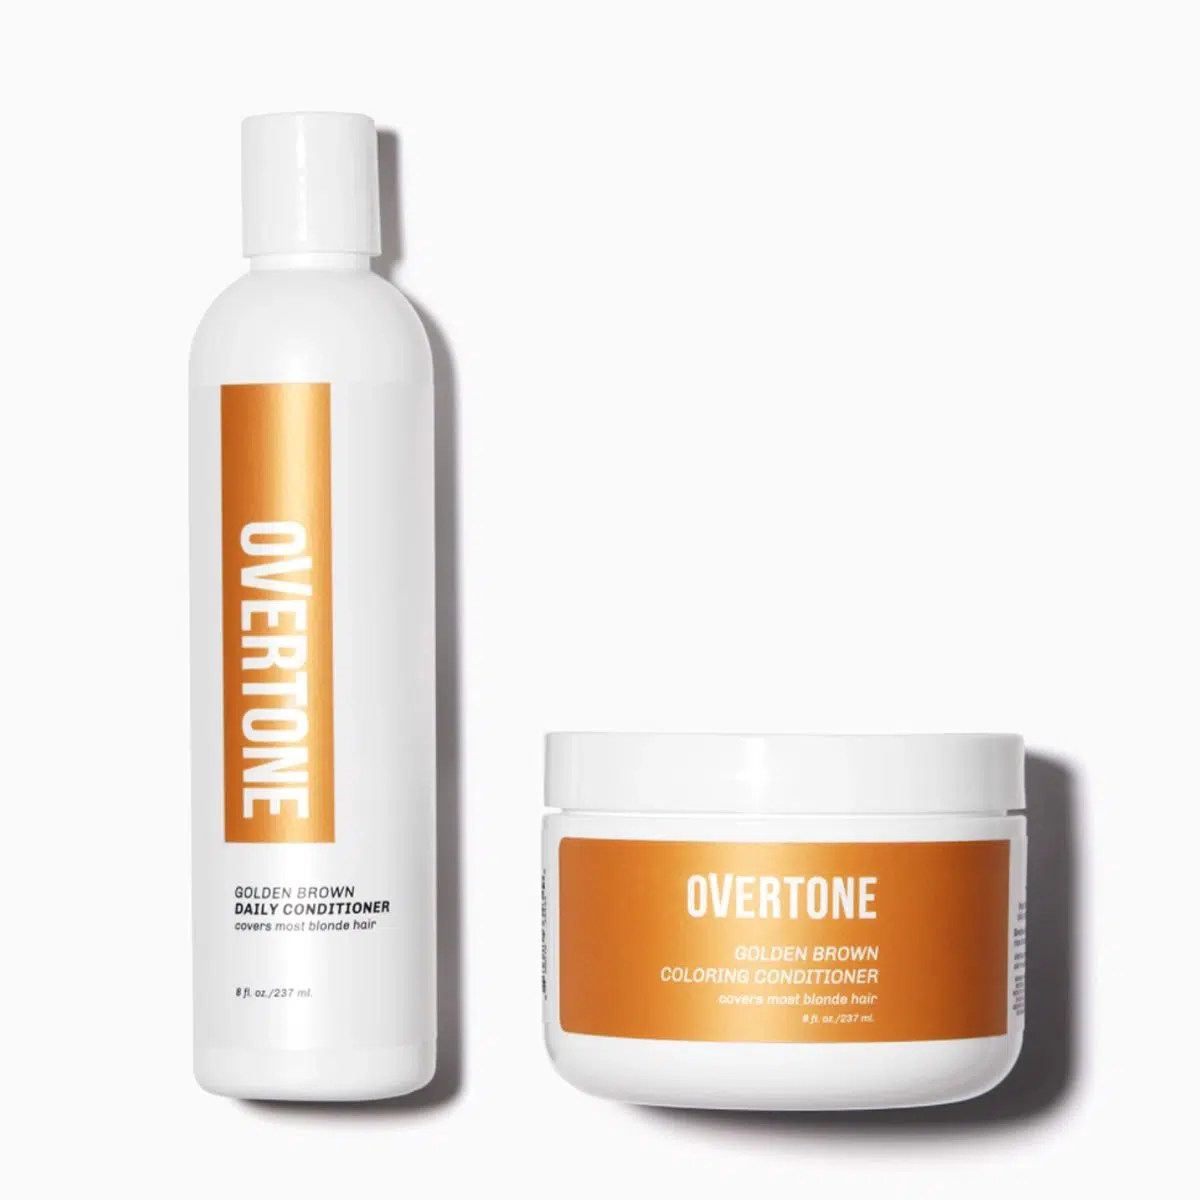 OVERTONE
GOLDEN BROWN
DAILY CONDITIONER
covers most blonde hair
8 fl. oz./237 ml.
OVERTONE
GOLDEN BROWN
COLORING CONDITIONER
covers most blonde hair
8 fl. oz./237 ml.